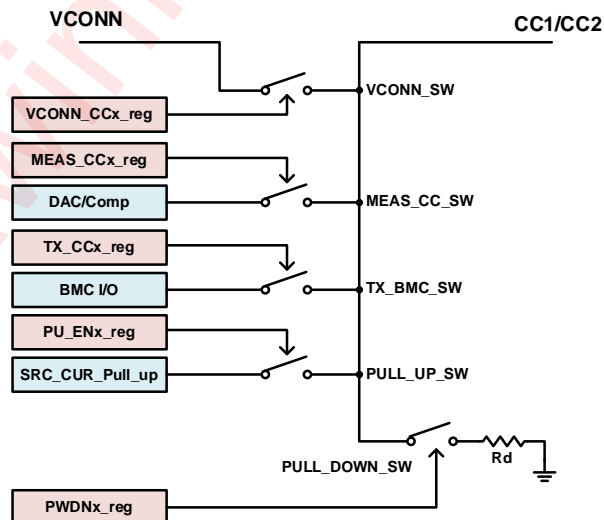 VCONN
CC1/CC2
VCONN_SW
VCONN_CCx_reg
MEAS_CCx_reg
DAC/Comp
MEAS_CC_SW
TX_CCx_reg
BMC I/O
TX_BMC_SW
PU_ENx_reg
SRC_CUR_Pull_up
PULL_UP_SW
Rd
PULL_DOWN_SW
PWDNx_reg